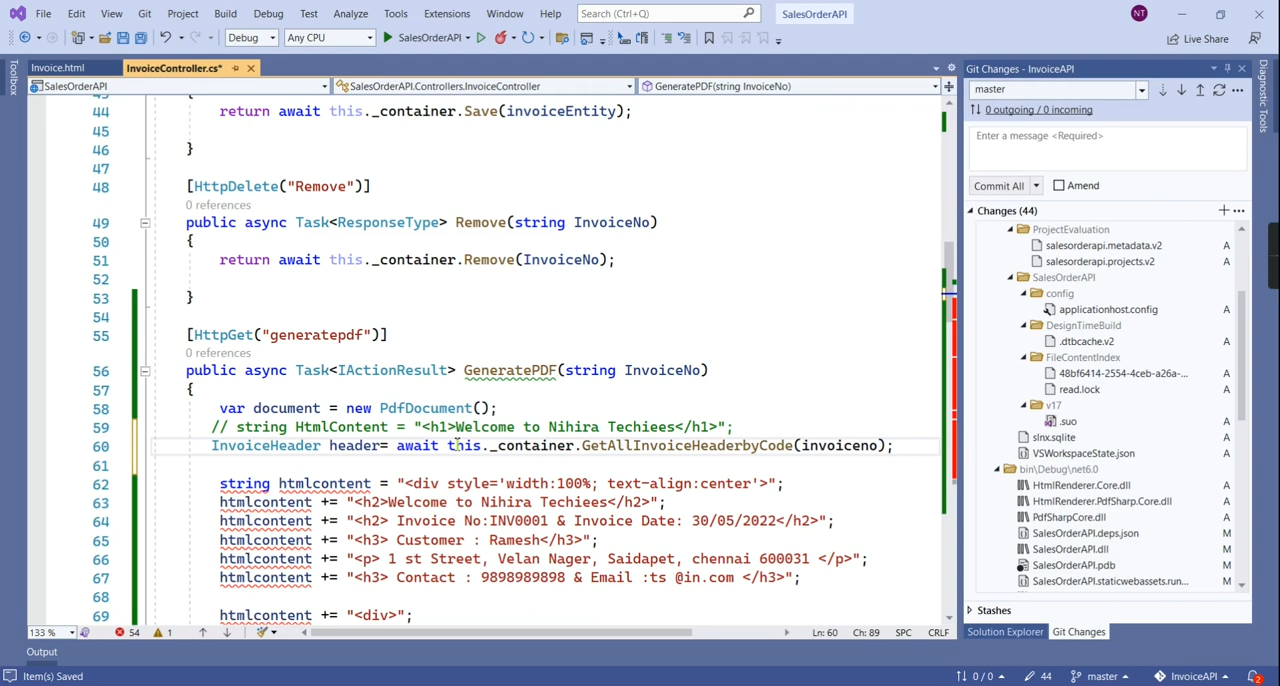 File Edit View Git Project Build Debug Test Analyze Tools Extensions Window Help Search (Ctrl+Q) SalesOrderAPI NT
Debug Any CPU SalesOrderAPI Live Share
Toolbox
Invoice.html InvoiceController.cs*
SalesOrderAPI SalesOrderAPI.Controllers.InvoiceController GeneratePDF(string InvoiceNo)
44 return await this._container.Save(invoiceEntity);
45
46 }
47
48 [HttpDelete("Remove")]
0 references
49 public async Task<ResponseType> Remove(string InvoiceNo)
50 {
51 return await this._container.Remove(InvoiceNo);
52
53 }
54
55 [HttpGet("generatepdf")]
0 references
56 public async Task<IActionResult> GeneratePDF(string InvoiceNo)
57 {
58 var document = new PdfDocument();
59 // string HtmlContent = "<h1>Welcome to Nihira Techiees</h1>";
60 InvoiceHeader header= await this._container.GetAllInvoiceHeaderbyCode(invoiceno);
61
62 string htmlcontent = "<div style='width:100%; text-align:center'>";
63 htmlcontent += "<h2>Welcome to Nihira Techiees</h2>";
64 htmlcontent += "<h2> Invoice No:INV0001 & Invoice Date: 30/05/2022</h2>";
65 htmlcontent += "<h3> Customer : Ramesh</h3>";
66 htmlcontent += "<p> 1 st Street, Velan Nager, Saidapet, chennai 600031 </p>";
67 htmlcontent += "<h3> Contact : 9898989898 & Email :ts @in.com </h3>";
68
69 htmlcontent += "<div>";
133 % 54 1 Ln: 60 Ch: 89 SPC CRLF
Output
Git Changes - InvoiceAPI
master
0 outgoing / 0 incoming
Enter a message <Required>
Commit All Amend
Changes (44)
ProjectEvaluation
salesorderapi.metadata.v2 A
salesorderapi.projects.v2 A
SalesOrderAPI
config
applicationhost.config A
DesignTimeBuild
.dtbcache.v2 A
FileContentIndex
48bf6414-2554-4ceb-a26a-... A
read.lock A
v17
.suo A
slnx.sqlite A
VSWorkspaceState.json A
bin\Debug\net6.0
HtmlRenderer.Core.dll A
HtmlRenderer.PdfSharp.Core.dll A
PdfSharpCore.dll A
SalesOrderAPI.deps.json M
SalesOrderAPI.dll M
SalesOrderAPI.pdb M
SalesOrderAPI.staticwebassets.run... M
Stashes
Solution Explorer Git Changes
Diagnostic Tools
Item(s) Saved 0 / 0 44 master InvoiceAPI 2